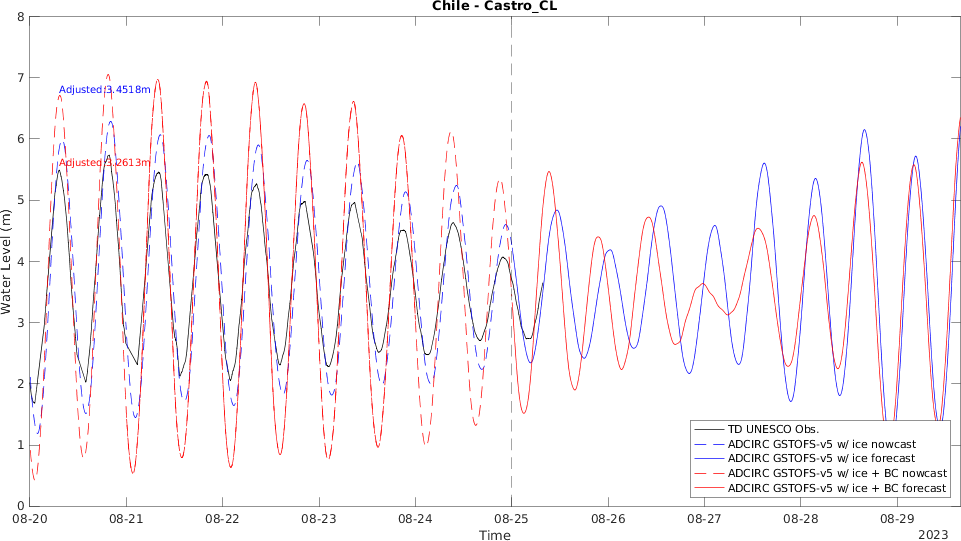 Chile - Castro_CL
8
7
6
5
4
3
2
1
0
Water Level (m)
Adjusted:3.4518m
Adjusted:3.2613m
TD UNESCO Obs.
ADCIRC GSTOFS-v5 w/ ice nowcast
ADCIRC GSTOFS-v5 w/ ice forecast
ADCIRC GSTOFS-v5 w/ ice + BC nowcast
ADCIRC GSTOFS-v5 w/ ice + BC forecast
08-20 08-21 08-22 08-23 08-24 08-25 08-26 08-27 08-28 08-29
Time
2023